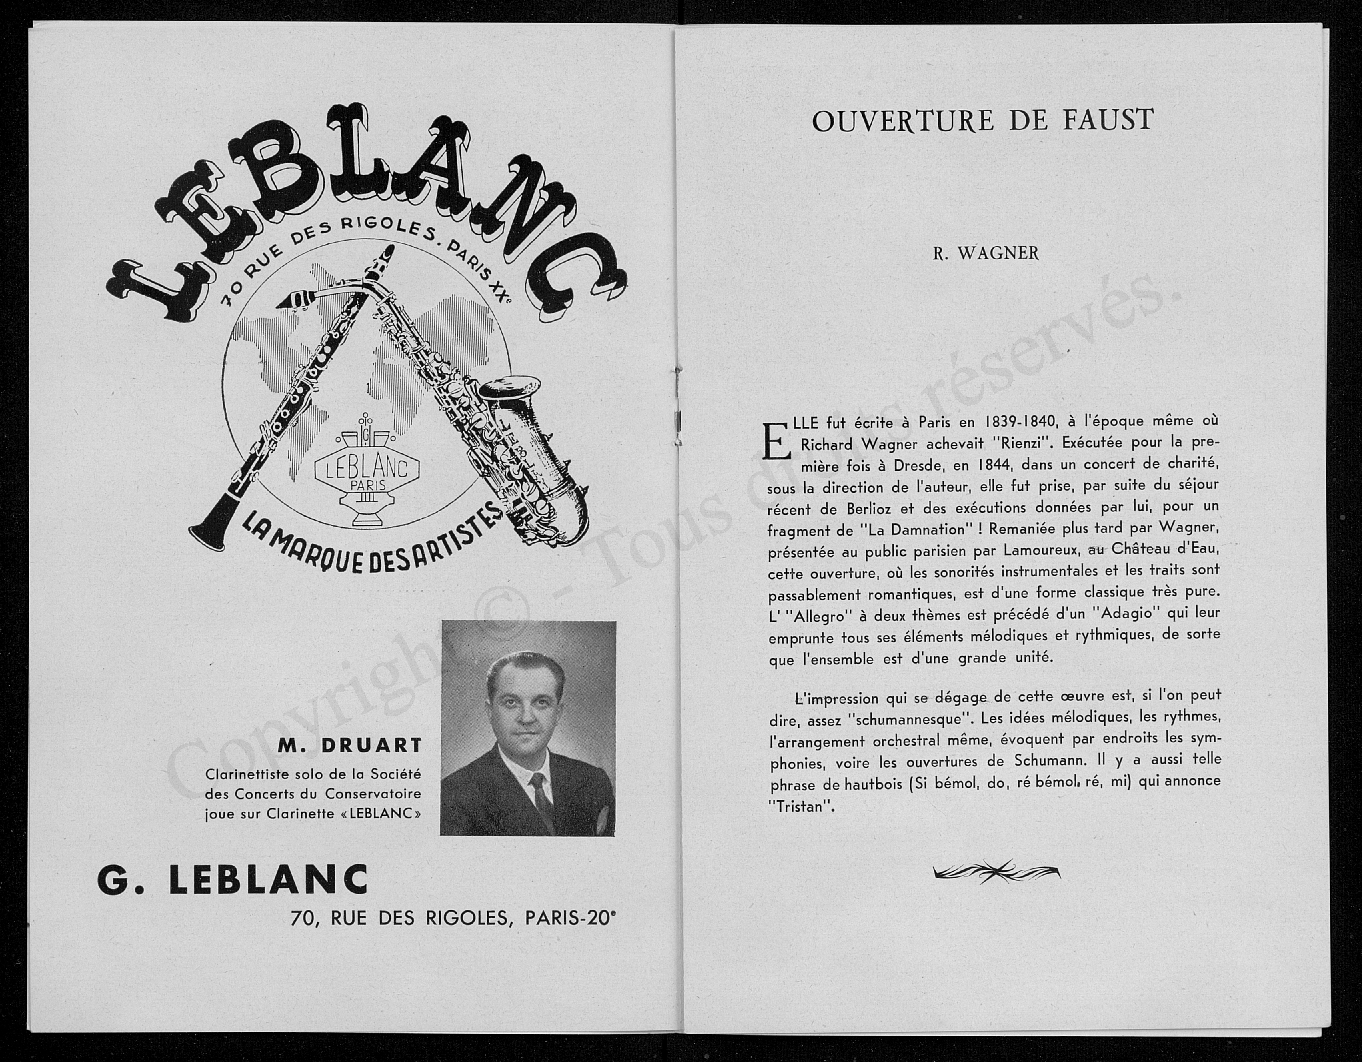 LEBLANC
70 RUE DES RIGOLES. PARIS XXe
LEBLANC
PARIS
LA MARQUE DES ARTISTES
M. DRUART
Clarinettiste solo de la Société
des Concerts du Conservatoire
joue sur Clarinette «LEBLANC»
G. LEBLANC
70, RUE DES RIGOLES, PARIS-20e
OUVERTURE DE FAUST
R. WAGNER
ELLE fut écrite à Paris en 1839-1840, à l'époque même où
Richard Wagner achevait "Rienzi". Exécutée pour la pre-
mière fois à Dresde, en 1844, dans un concert de charité,
sous la direction de l'auteur, elle fut prise, par suite du séjour
récent de Berlioz et des exécutions données par lui, pour un
fragment de "La Damnation" ! Remaniée plus tard par Wagner,
présentée au public parisien par Lamoureux, au Château d'Eau,
cette ouverture, où les sonorités instrumentales et les traits sont
passablement romantiques, est d'une forme classique très pure.
L' "Allegro" à deux thèmes est précédé d'un "Adagio" qui leur
emprunte tous ses éléments mélodiques et rythmiques, de sorte
que l'ensemble est d'une grande unité.
L'impression qui se dégage de cette œuvre est, si l'on peut
dire, assez "schumannesque". Les idées mélodiques, les rythmes,
l'arrangement orchestral même, évoquent par endroits les sym-
phonies, voire les ouvertures de Schumann. Il y a aussi telle
phrase de hautbois (Si bémol, do, ré bémol, ré, mi) qui annonce
"Tristan".
Copyright © - Tous droits réservés.